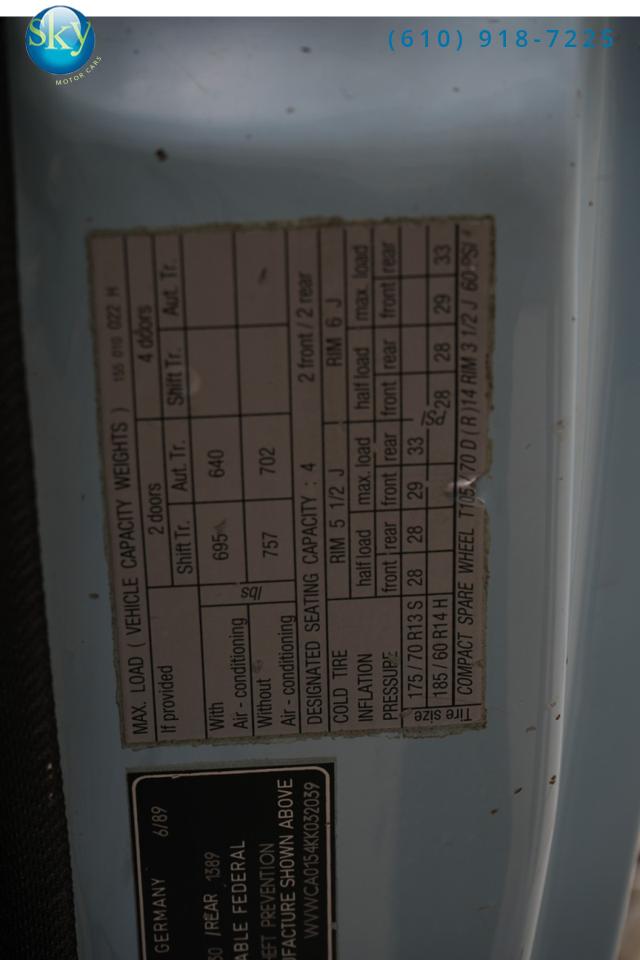 Sky
MOTOR CARS
(610) 918-7225
MAX. LOAD ( VEHICLE CAPACITY WEIGHTS ) 155 010 022 H
If provided 2 doors 4 doors
Shift Tr. Aut. Tr. Shift Tr. Aut. Tr.
With
Air - conditioning lbs 695 640
Without
Air - conditioning 757 702
DESIGNATED SEATING CAPACITY : 4 2 front / 2 rear
COLD TIRE RIM 5 1/2 J RIM 6 J
INFLATION half load max. load half load max. load
PRESSURE front rear front rear front rear front rear
Tire size 175 / 70 R13 S 28 28 29 33 PSI
185 / 60 R14 H 28 28 29 33
COMPACT SPARE WHEEL T105 / 70 D ( R )14 RIM 3 1/2 J 60 PSI
GERMANY 6/89
/REAR 1389
FEDERAL
PREVENTION
SHOWN ABOVE
WVWCA0154KK032039